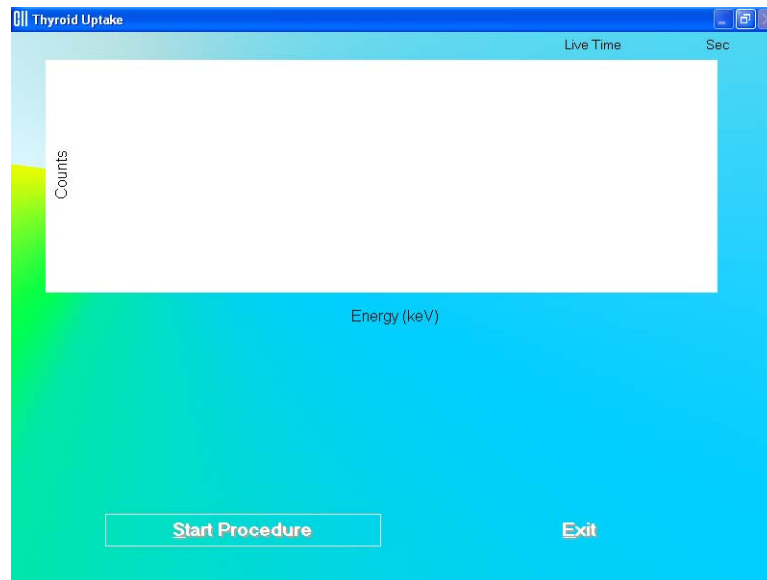 Thyroid Uptake
Live Time Sec
Counts
Energy (keV)
Start Procedure Exit